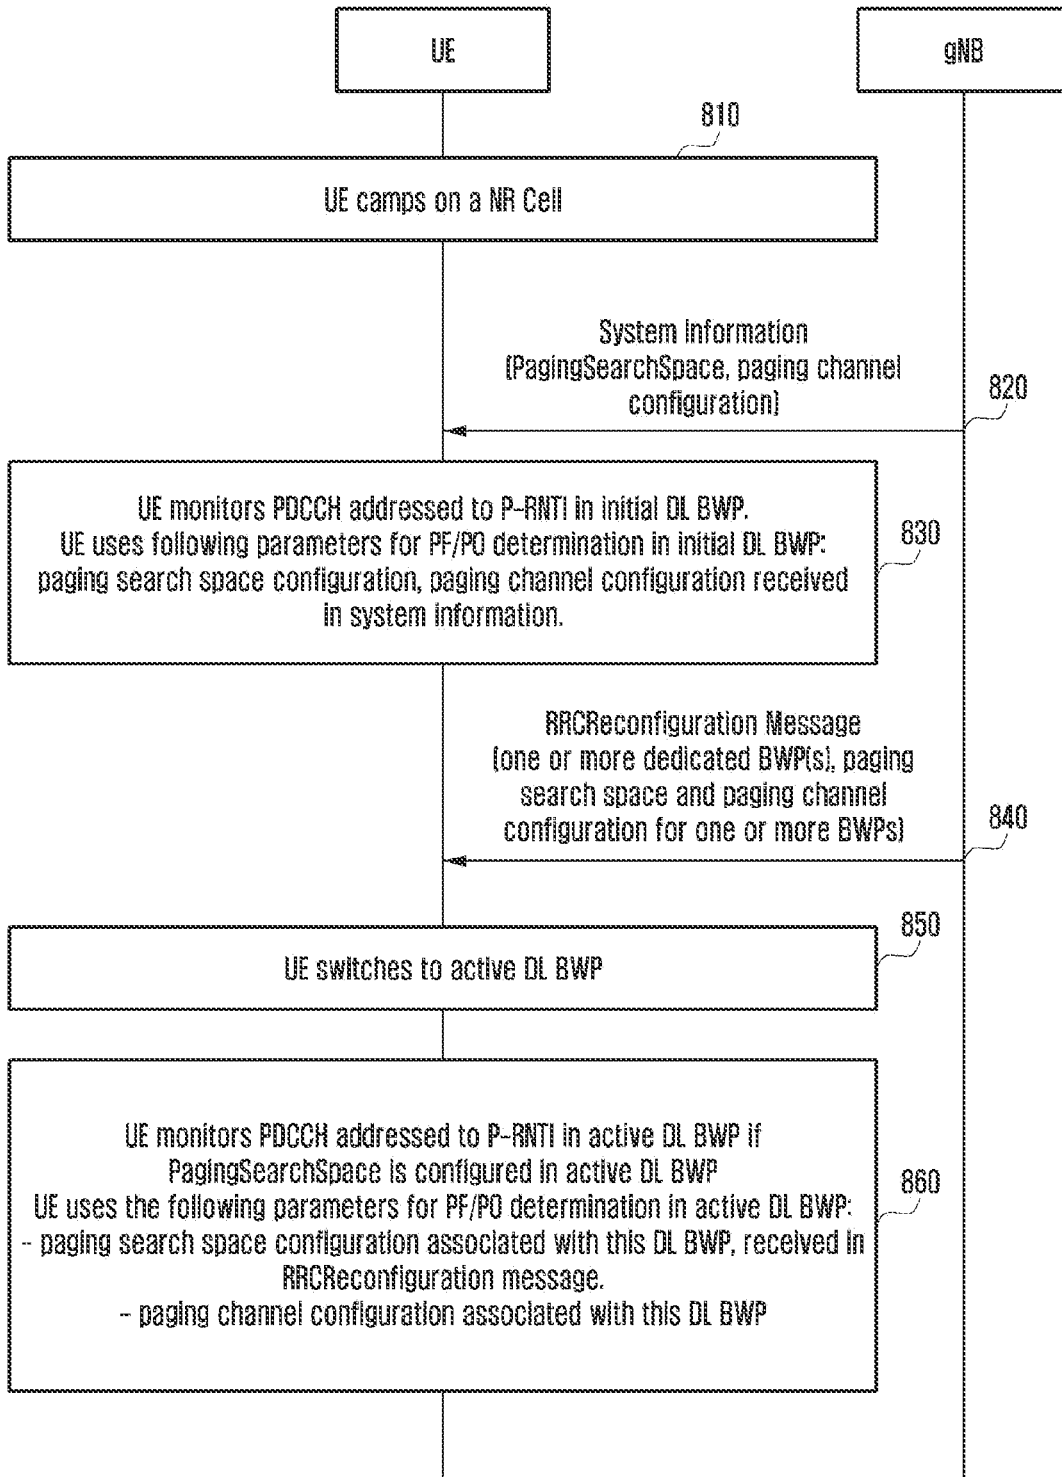 UE
gNB
810
UE camps on a NR Cell
System Information
(PagingSearchSpace, paging channel
configuration)
820
UE monitors PDCCH addressed to P-RNTI in initial DL BWP.
UE uses following parameters for PF/PO determination in initial DL BWP:
paging search space configuration, paging channel configuration received
in system information.
830
RRCReconfiguration Message
(one or more dedicated BWP(s), paging
search space and paging channel
configuration for one or more BWPs)
840
850
UE switches to active DL BWP
UE monitors PDCCH addressed to P-RNTI in active DL BWP if
PagingSearchSpace is configured in active DL BWP
UE uses the following parameters for PF/PO determination in active DL BWP:
- paging search space configuration associated with this DL BWP, received in
RRCReconfiguration message.
- paging channel configuration associated with this DL BWP
860